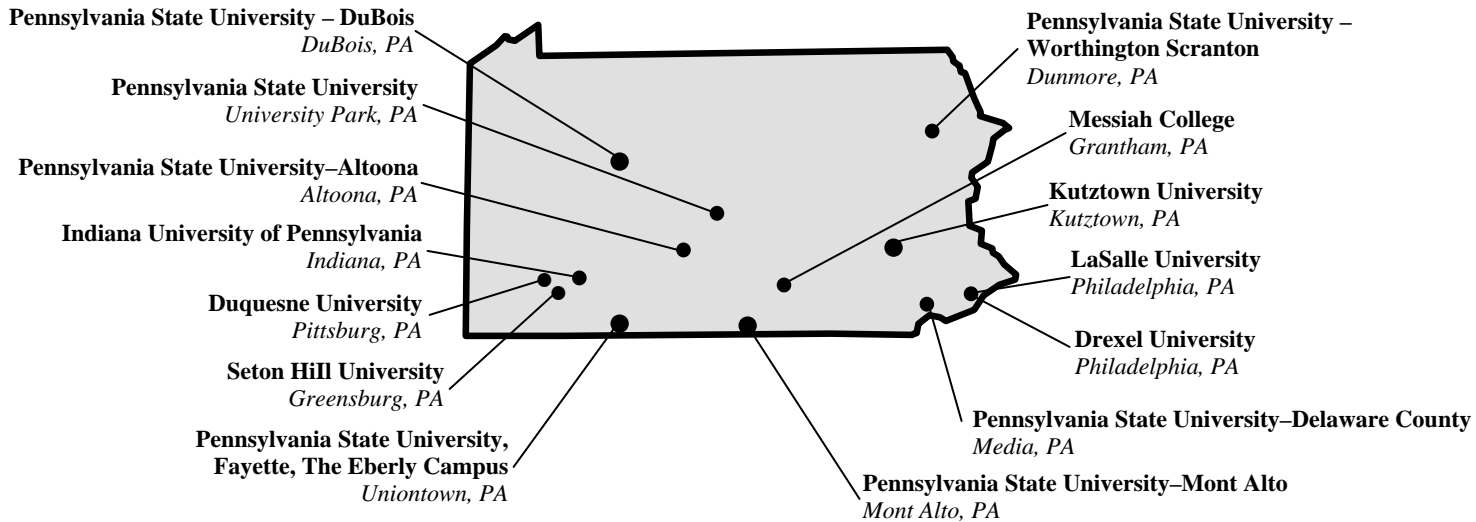 Pennsylvania State University – DuBois
DuBois, PA
Pennsylvania State University
University Park, PA
Pennsylvania State University–Altoona
Altoona, PA
Indiana University of Pennsylvania
Indiana, PA
Duquesne University
Pittsburg, PA
Seton Hill University
Greensburg, PA
Pennsylvania State University,
Fayette, The Eberly Campus
Uniontown, PA
Pennsylvania State University –
Worthington Scranton
Dunmore, PA
Messiah College
Grantham, PA
Kutztown University
Kutztown, PA
LaSalle University
Philadelphia, PA
Drexel University
Philadelphia, PA
Pennsylvania State University–Delaware County
Media, PA
Pennsylvania State University–Mont Alto
Mont Alto, PA